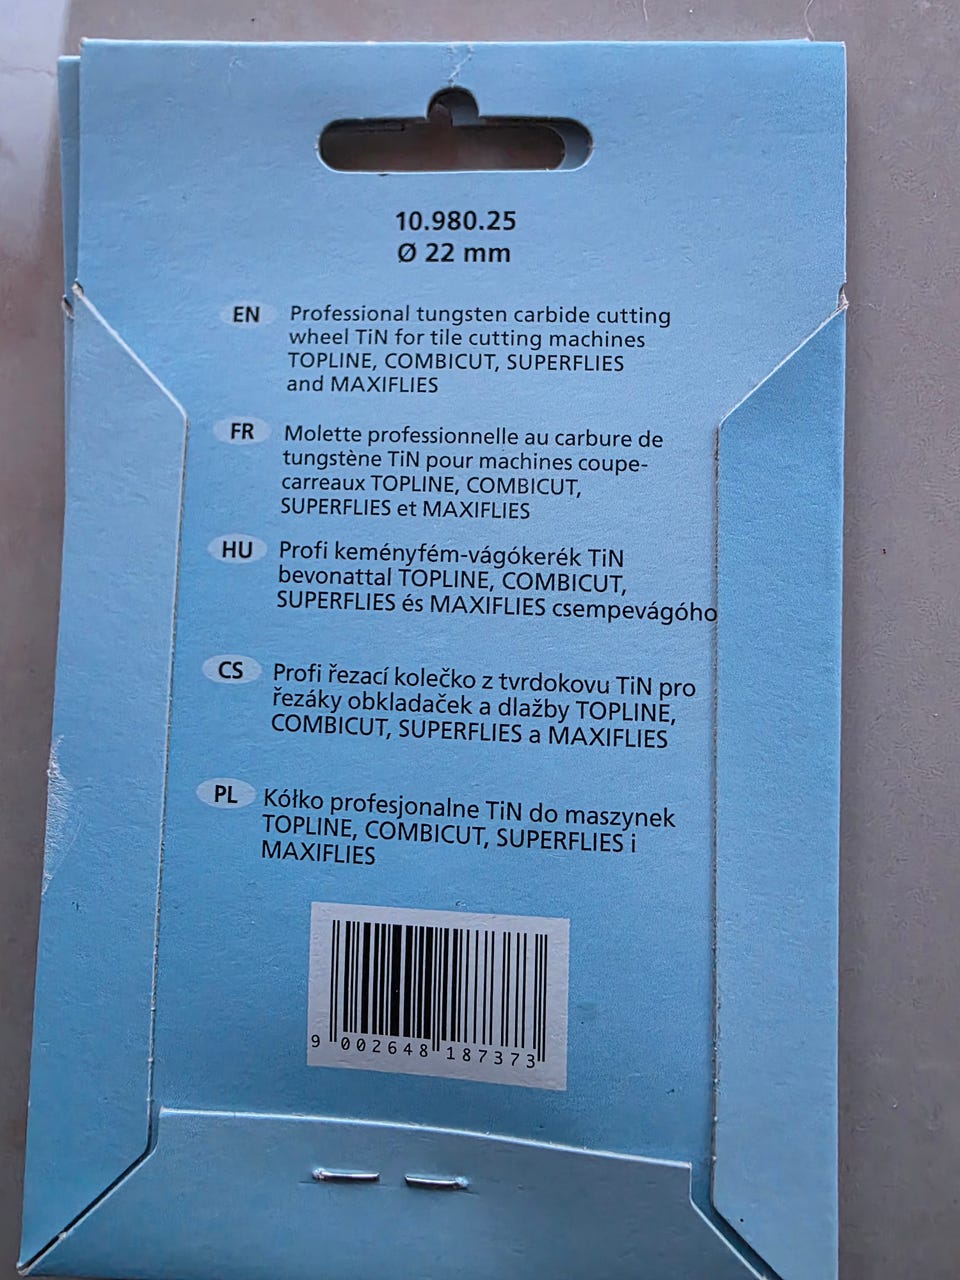 10.980.25
Ø 22 mm
EN Professional tungsten carbide cutting
wheel TiN for tile cutting machines
TOPLINE, COMBICUT, SUPERFLIES
and MAXIFLIES
FR Molette professionnelle au carbure de
tungstène TiN pour machines coupe-
carreaux TOPLINE, COMBICUT,
SUPERFLIES et MAXIFLIES
HU Profi keményfém-vágókerék TiN
bevonattal TOPLINE, COMBICUT,
SUPERFLIES és MAXIFLIES csempevágóho
CS Profi řezací kolečko z tvrdokovu TiN pro
řezáky obkladaček a dlažby TOPLINE,
COMBICUT, SUPERFLIES a MAXIFLIES
PL Kółko profesjonalne TiN do maszynek
TOPLINE, COMBICUT, SUPERFLIES i
MAXIFLIES
9 002648 187373